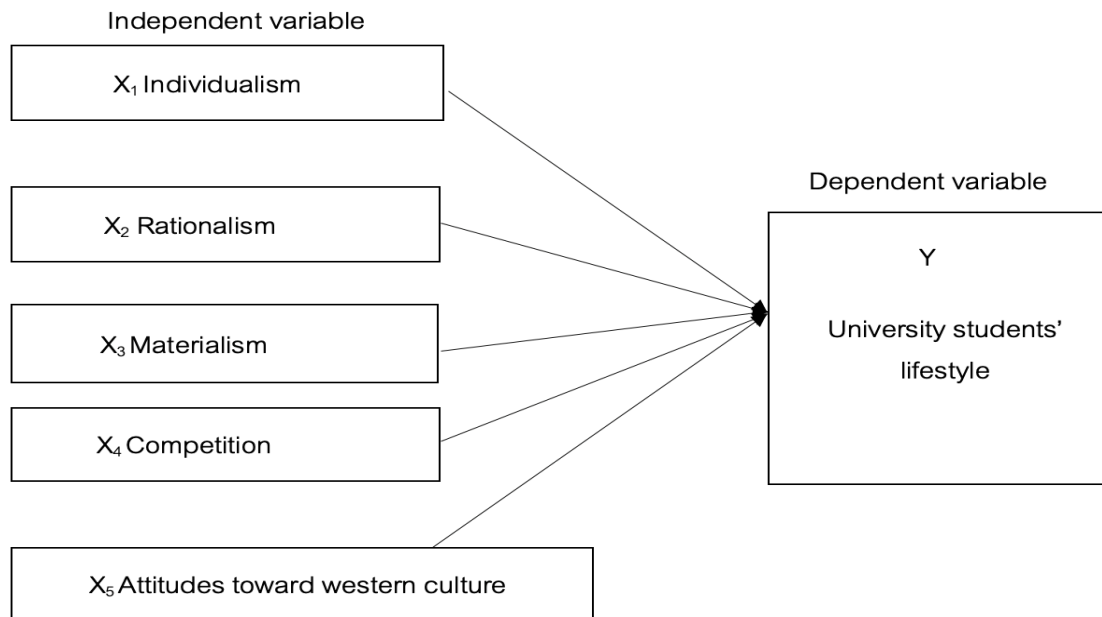 Independent variable
X₁ Individualism
X₂ Rationalism
X₃ Materialism
X₄ Competition
X₅ Attitudes toward western culture
Dependent variable
Y
University students’
lifestyle